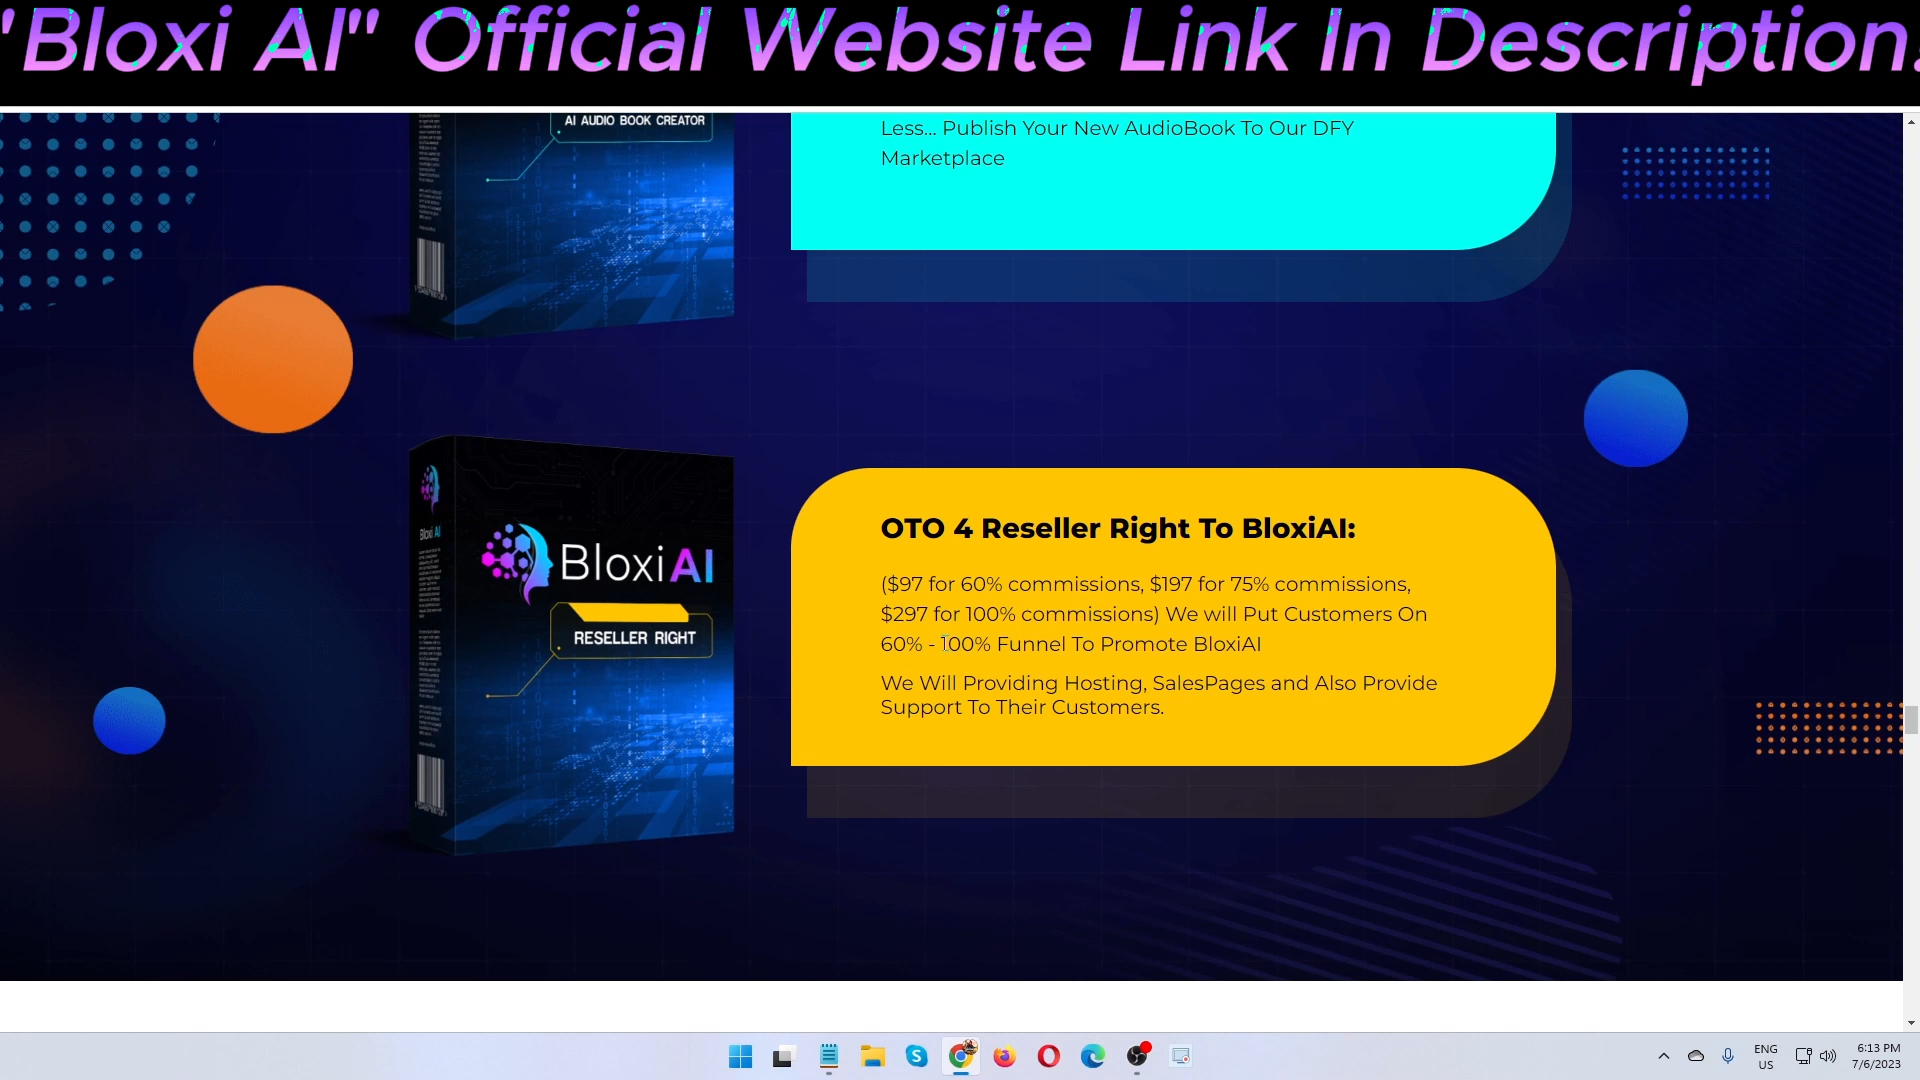 "Bloxi AI" Official Website Link In Description.
AI AUDIO BOOK CREATOR
Less... Publish Your New AudioBook To Our DFY
Marketplace
Bloxi AI
BloxiAI
RESELLER RIGHT
OTO 4 Reseller Right To BloxiAI:
($97 for 60% commissions, $197 for 75% commissions,
$297 for 100% commissions) We will Put Customers On
60% - 100% Funnel To Promote BloxiAI
We Will Providing Hosting, SalesPages and Also Provide
Support To Their Customers.
ENG
US
6:13 PM
7/6/2023